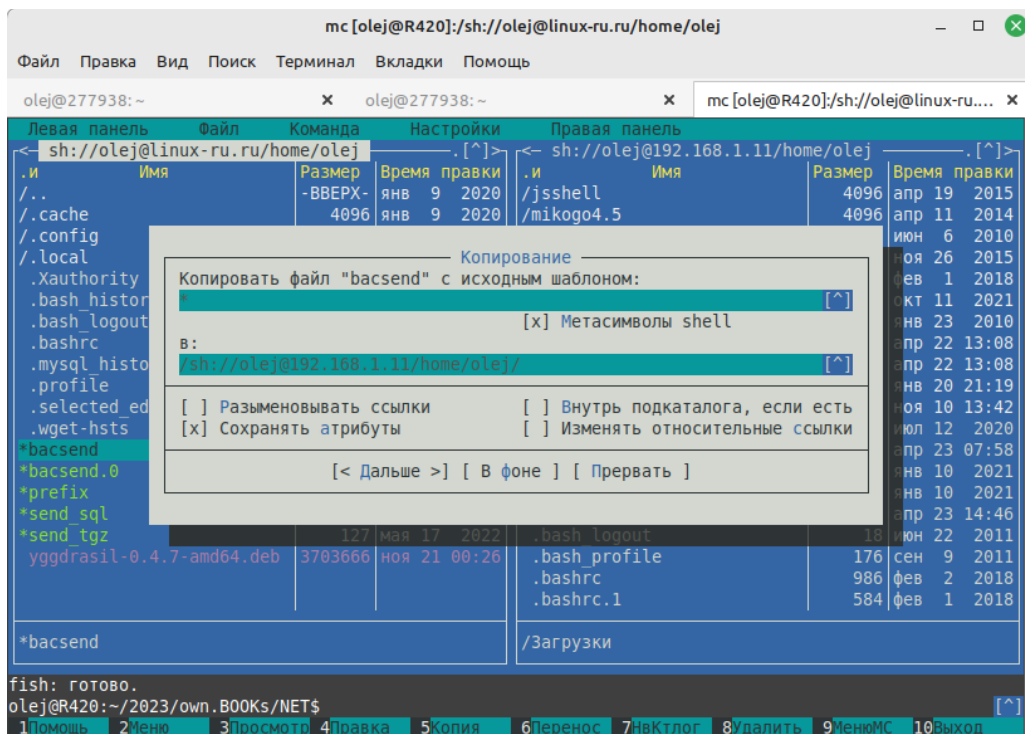 mc [olej@R420]:/sh://olej@linux-ru.ru/home/olej
Файл Правка Вид Поиск Терминал Вкладки Помощь
olej@277938: ~ × olej@277938: ~ × mc [olej@R420]:/sh://olej@linux-ru.… ×
Левая панель Файл Команда Настройки Правая панель
<— sh://olej@linux-ru.ru/home/olej .[^]> <— sh://olej@192.168.1.11/home/olej .[^]>
.и Имя Размер Время правки .и Имя Размер Время правки
/.. -ВВЕРХ- янв 9 2020 /jsshell 4096 апр 19 2015
/.cache 4096 янв 9 2020 /mikogo4.5 4096 апр 11 2014
/.config июн 6 2010
/.local Копирование ноя 26 2015
.Xauthority Копировать файл "bacsend" с исходным шаблоном: фев 1 2018
.bash_histor * [^] окт 11 2021
.bash_logout [x] Метасимволы shell янв 23 2010
.bashrc в: апр 22 13:08
.mysql_histo /sh://olej@192.168.1.11/home/olej/ [^] апр 22 13:08
.profile янв 20 21:19
.selected_ed [ ] Разыменовывать ссылки [ ] Внутрь подкаталога, если есть ноя 10 13:42
.wget-hsts [x] Сохранять атрибуты [ ] Изменять относительные ссылки июл 12 2020
*bacsend апр 23 07:58
*bacsend.0 [< Дальше >] [ В фоне ] [ Прервать ] янв 10 2021
*prefix янв 10 2021
*send_sql апр 23 14:46
*send_tgz 127 мая 17 2022 .bash_logout 18 июн 22 2011
yggdrasil-0.4.7-amd64.deb 3703666 ноя 21 00:26 .bash_profile 176 сен 9 2011
.bashrc 986 фев 2 2018
.bashrc.1 584 фев 1 2018
*bacsend /Загрузки
fish: готово.
olej@R420:~/2023/own.BOOKs/NET$ [^]
1Помощь 2Меню 3Просмотр 4Правка 5Копия 6Перенос 7НвКтлог 8Удалить 9МенюMC 10Выход